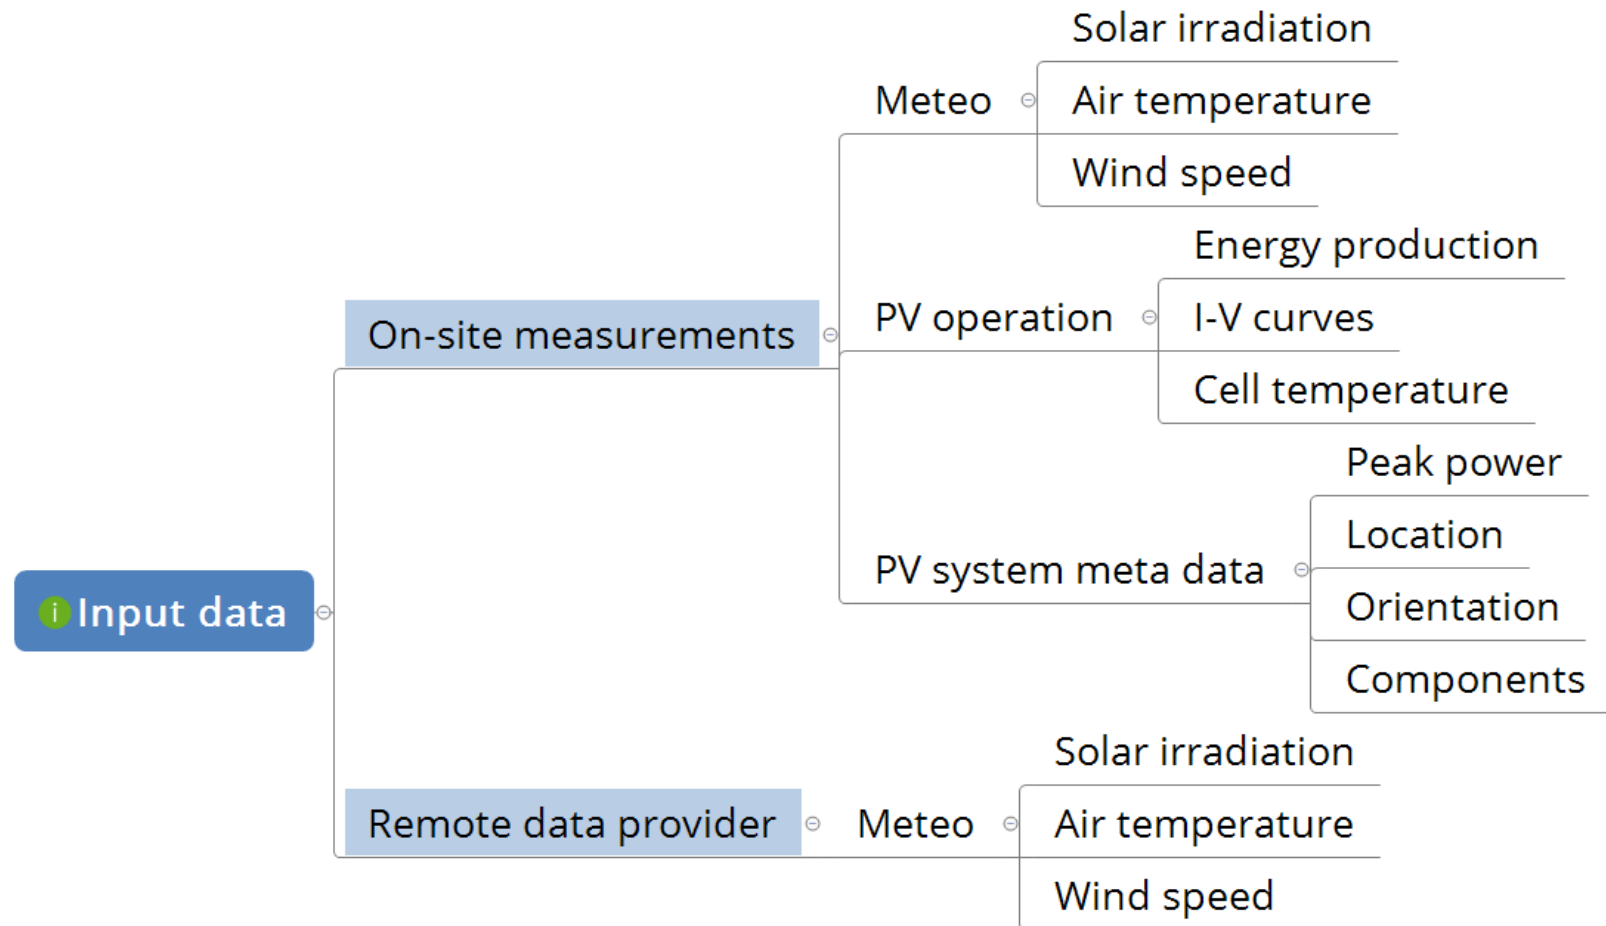 Input data
On-site measurements
Meteo
Solar irradiation
Air temperature
Wind speed
PV operation
Energy production
I-V curves
Cell temperature
PV system meta data
Peak power
Location
Orientation
Components
Remote data provider
Meteo
Solar irradiation
Air temperature
Wind speed